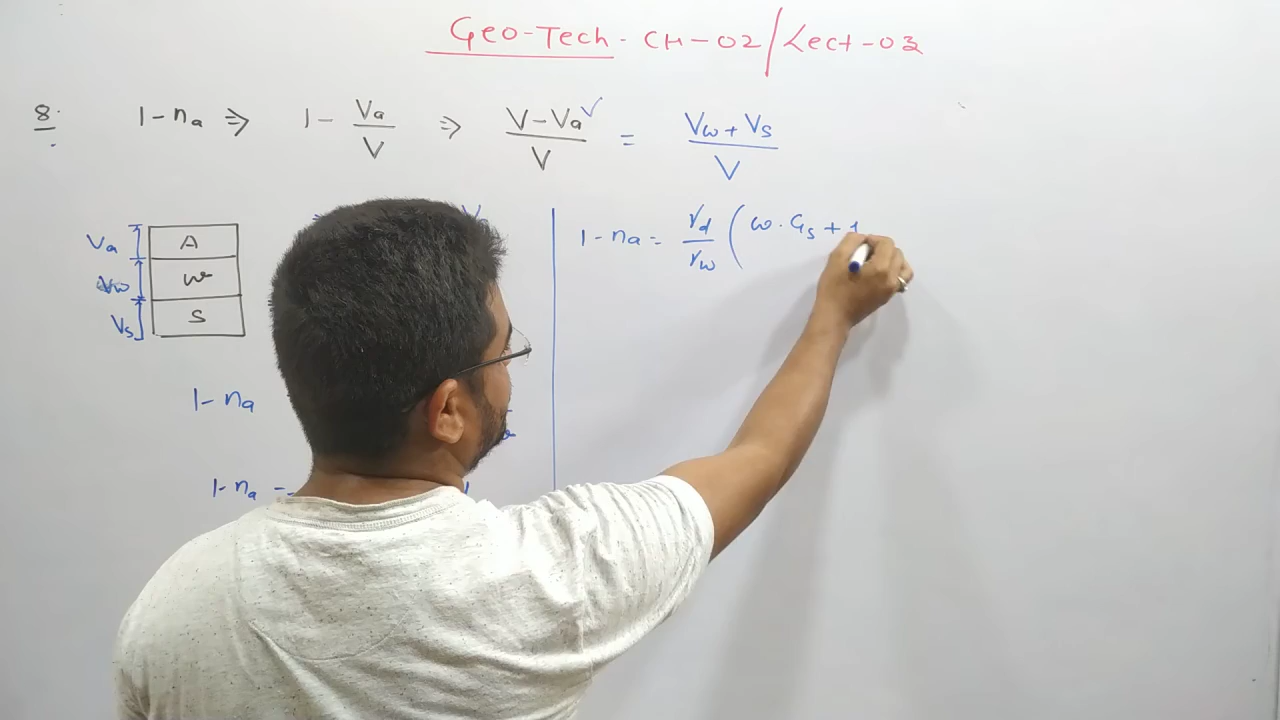 Geo-Tech. CH-02/Lect-03
8. 1-na ⇒ 1- Va/V ⇒ V-Va/V ✓ = Vw+Vs/V
Va A
Vw w
Vs S
1-na
1-na =
1-na = γd/γw ( w.Gs+1